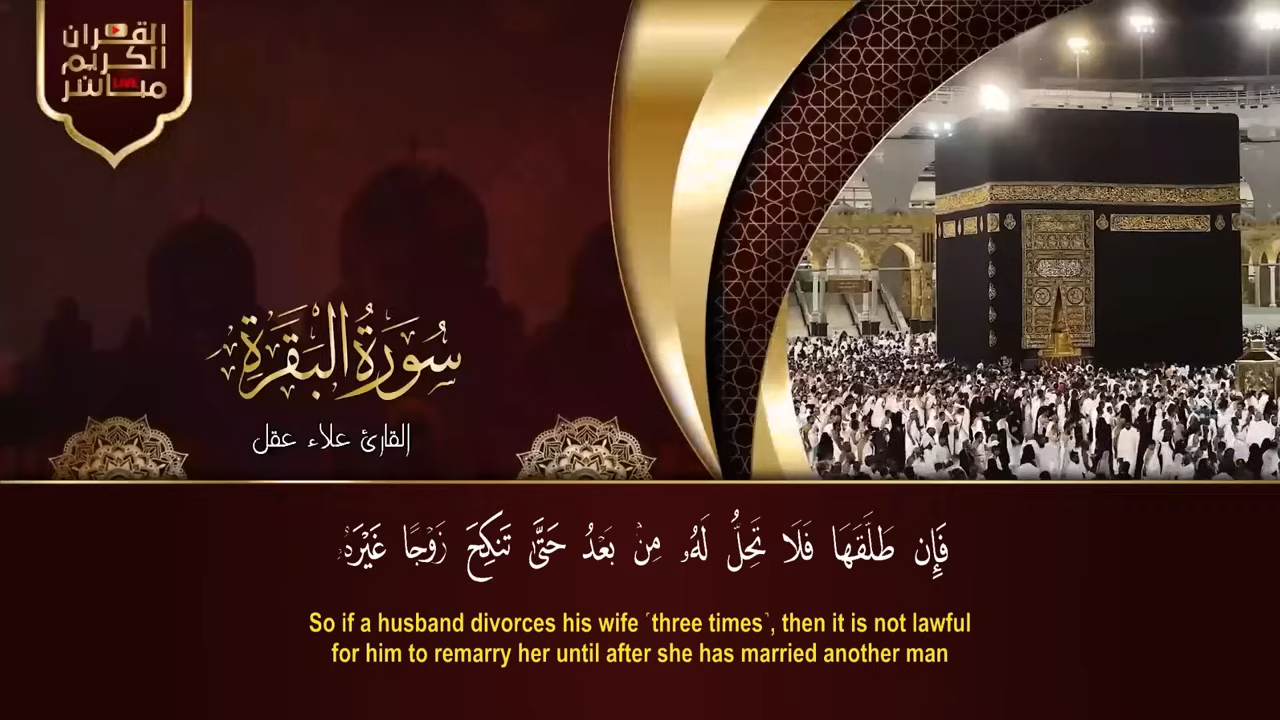 القرآن
الكريم
مباشر
LIVE
سُورَةُ البَقَرَةِ
القارئ علاء عقل
فَإِن طَلَّقَهَا فَلَا تَحِلُّ لَهُۥ مِنۢ بَعۡدُ حَتَّىٰ تَنكِحَ زَوۡجًا غَيۡرَهُۥ
So if a husband divorces his wife ˹three times˺, then it is not lawful
for him to remarry her until after she has married another man